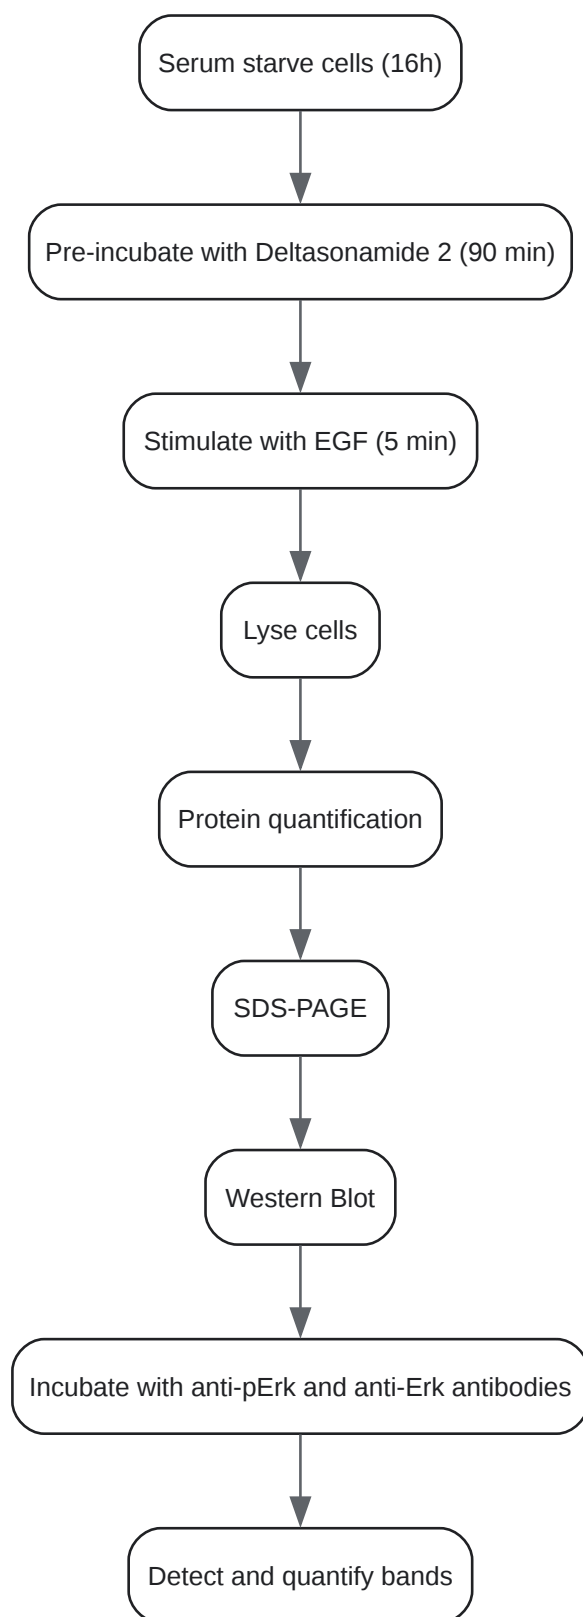 Serum starve cells (16h)
Pre-incubate with Deltasonamide 2 (90 min)
Stimulate with EGF (5 min)
Lyse cells
Protein quantification
SDS-PAGE
Western Blot
Incubate with anti-pErk and anti-Erk antibodies
Detect and quantify bands